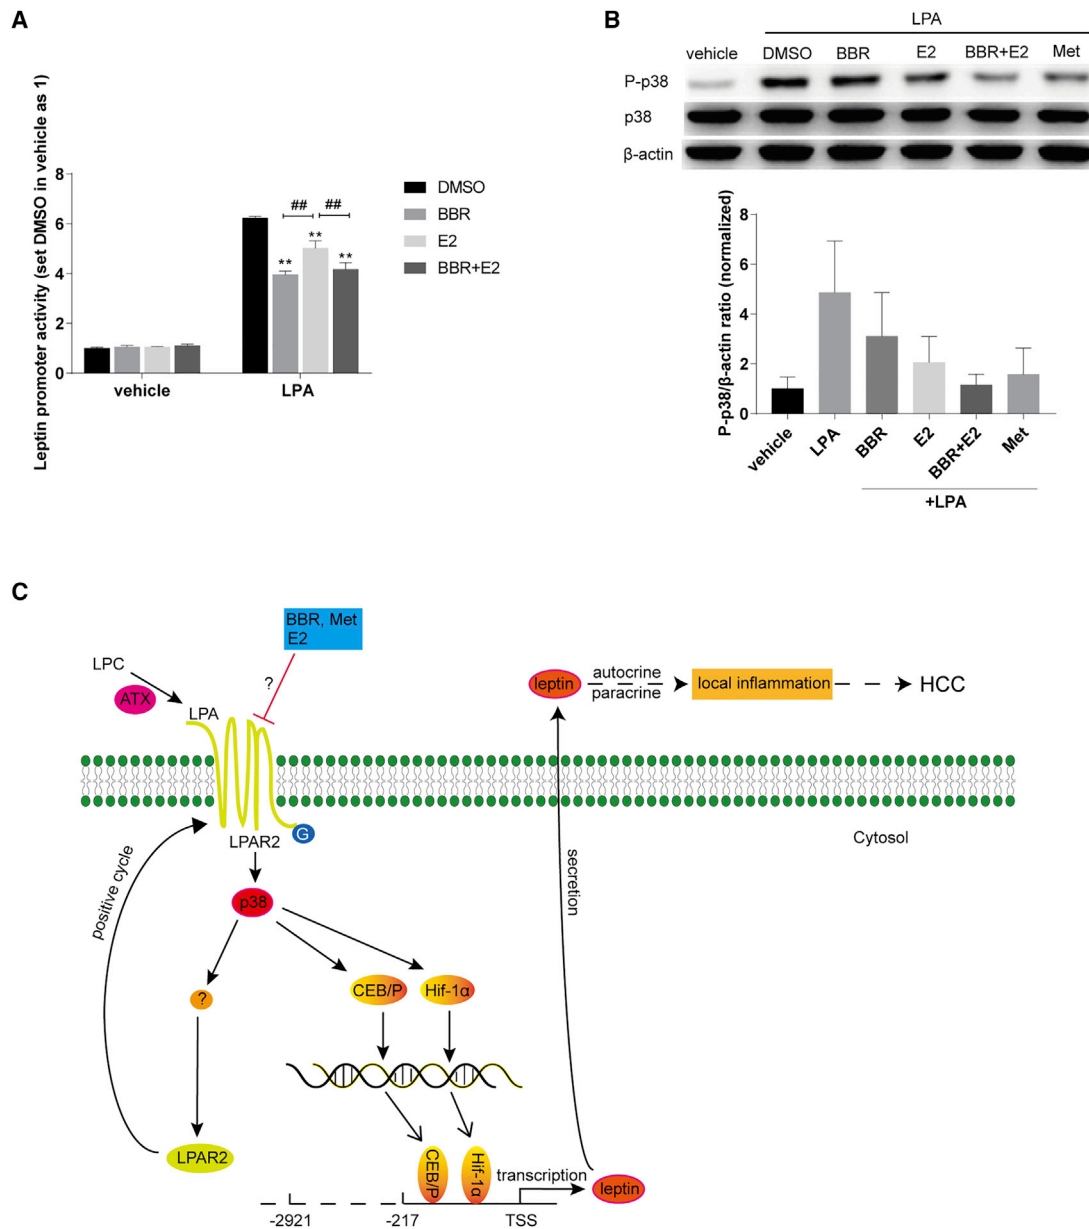 A
Leptin promoter activity (set DMSO in vehicle as 1)
8
6
4
2
0
##
##
**
**
**
vehicle
LPA
DMSO
BBR
E2
BBR+E2
B
LPA
vehicle DMSO BBR E2 BBR+E2 Met
P-p38
p38
β-actin
P-p38/β-actin ratio (normalized)
8
6
4
2
0
vehicle
LPA
BBR
E2
BBR+E2
Met
+LPA
C
BBR, Met
E2
?
LPC
ATX
LPA
LPAR2
G
leptin
autocrine
paracrine
local inflammation
HCC
Cytosol
positive cycle
p38
secretion
?
CEB/P
Hif-1α
LPAR2
CEB/P
Hif-1α
transcription
leptin
-2921
-217
TSS